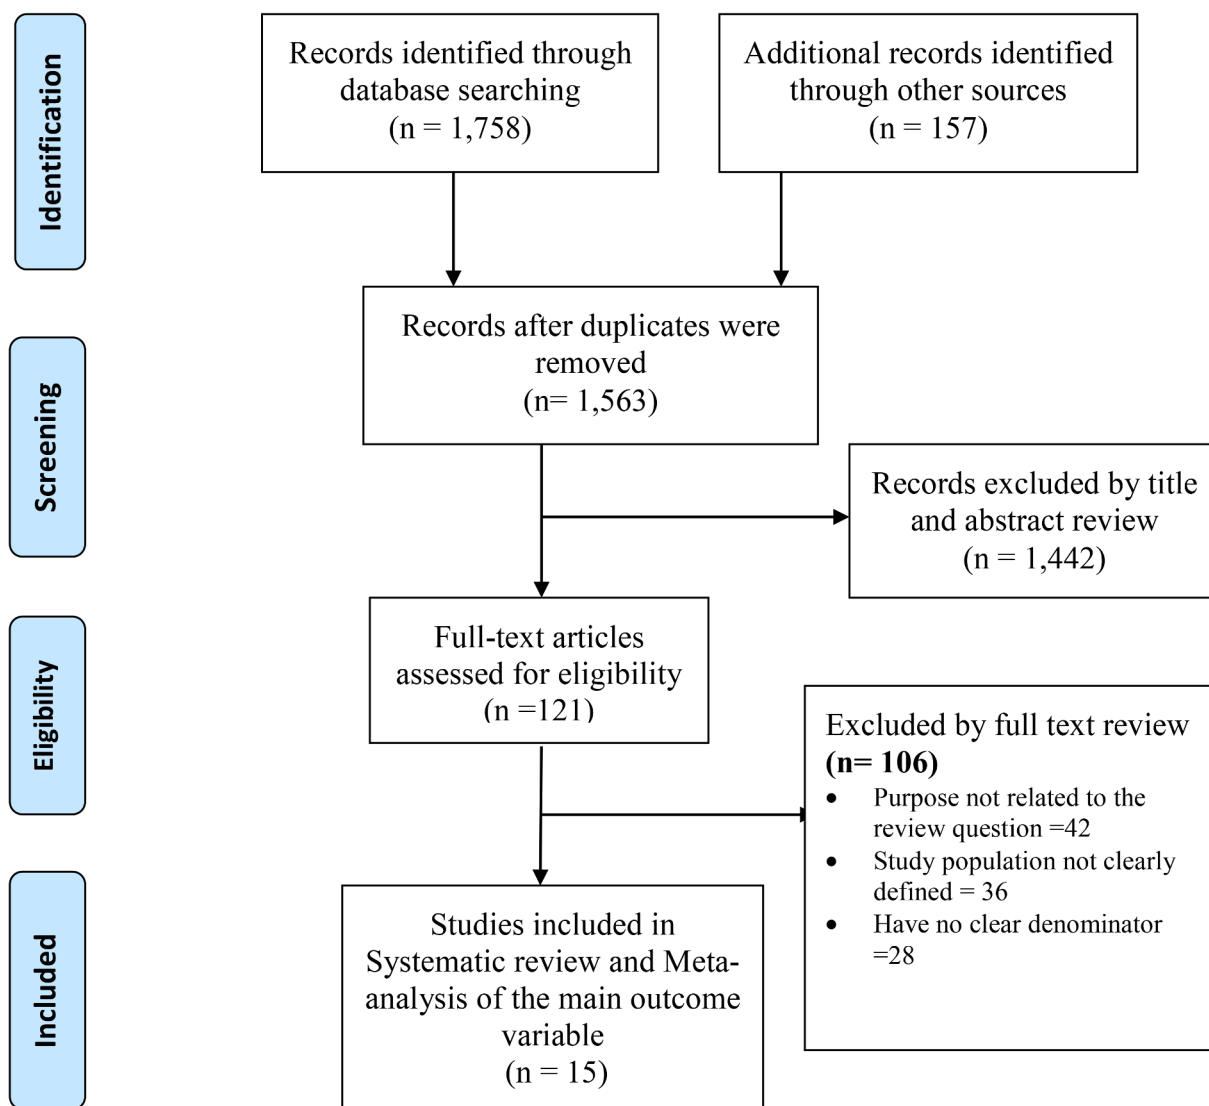 Identification
Records identified through
database searching
(n = 1,758)
Additional records identified
through other sources
(n = 157)
Records after duplicates were
removed
(n= 1,563)
Screening
Records excluded by title
and abstract review
(n = 1,442)
Full-text articles
assessed for eligibility
(n =121)
Eligibility
Excluded by full text review
(n= 106)
• Purpose not related to the
review question =42
• Study population not clearly
defined = 36
• Have no clear denominator
=28
Included
Studies included in
Systematic review and Meta-
analysis of the main outcome
variable
(n = 15)